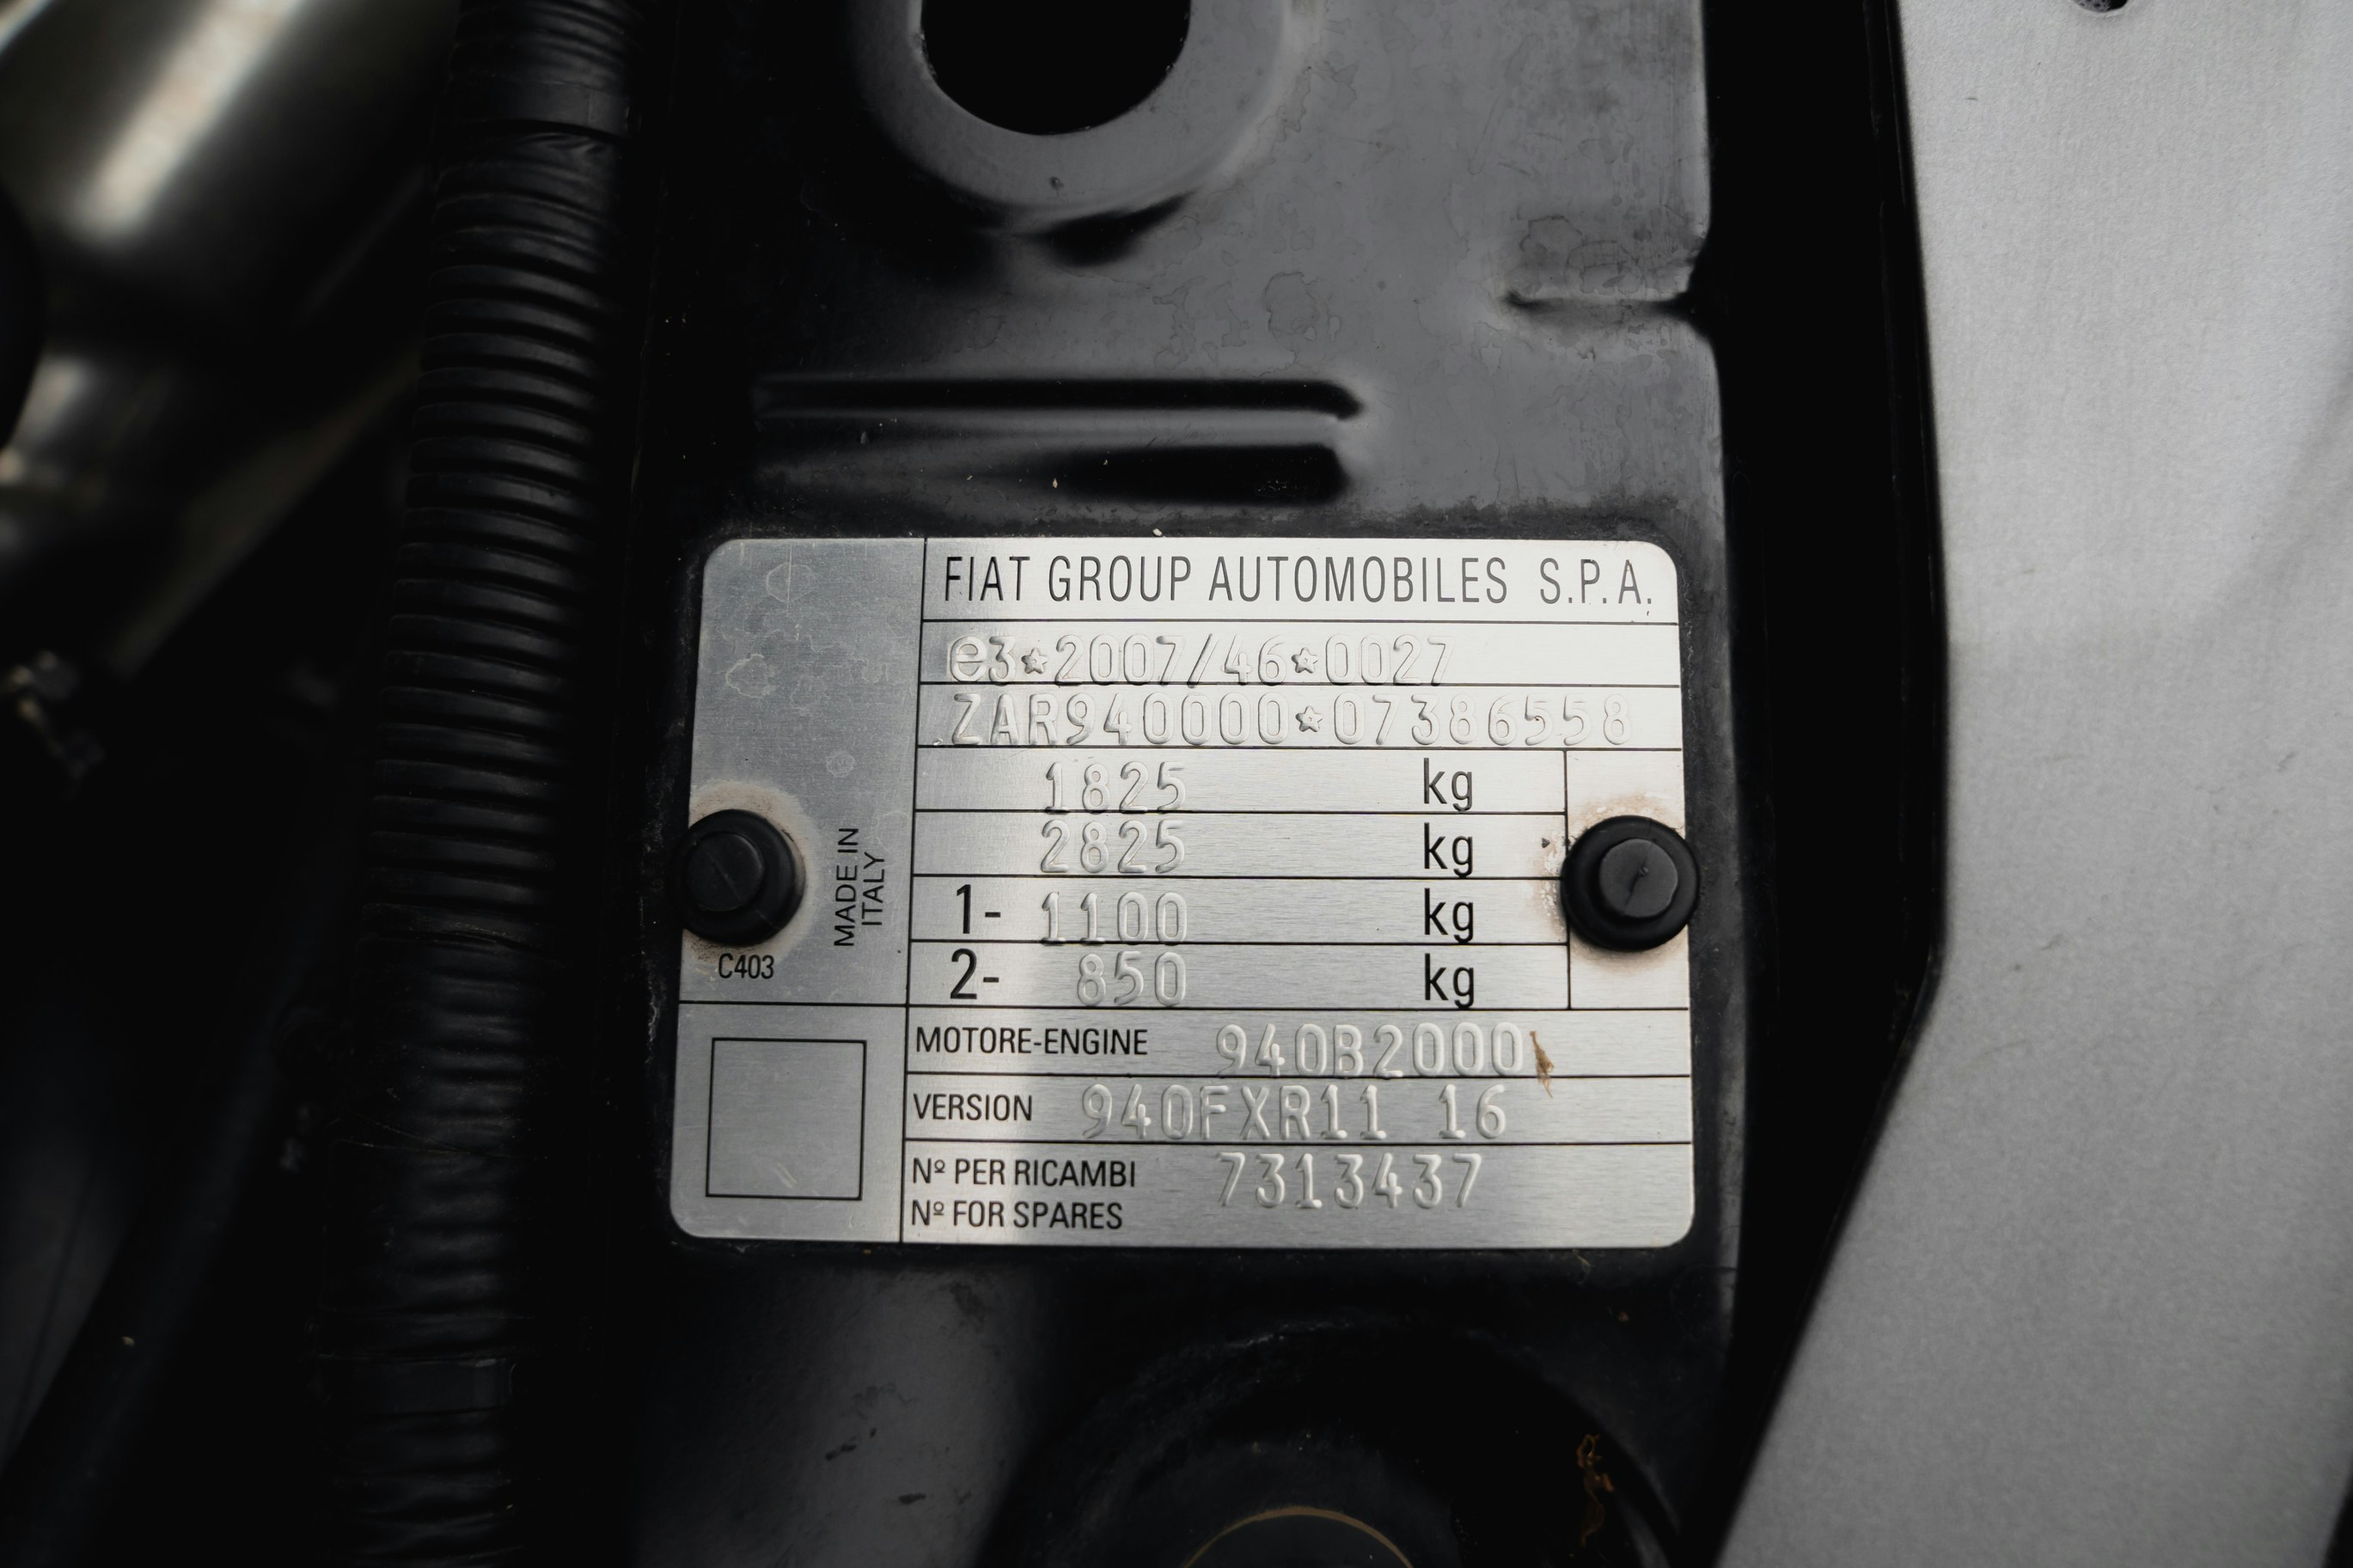 FIAT GROUP AUTOMOBILES S.P.A.
e3*2007/46*0027
ZAR940000*07386558
1825 kg
2825 kg
1- 1100 kg
2- 850 kg
MADE IN
ITALY
C403
MOTORE-ENGINE 940B2000
VERSION 940FXR11 16
Nº PER RICAMBI 7313437
Nº FOR SPARES